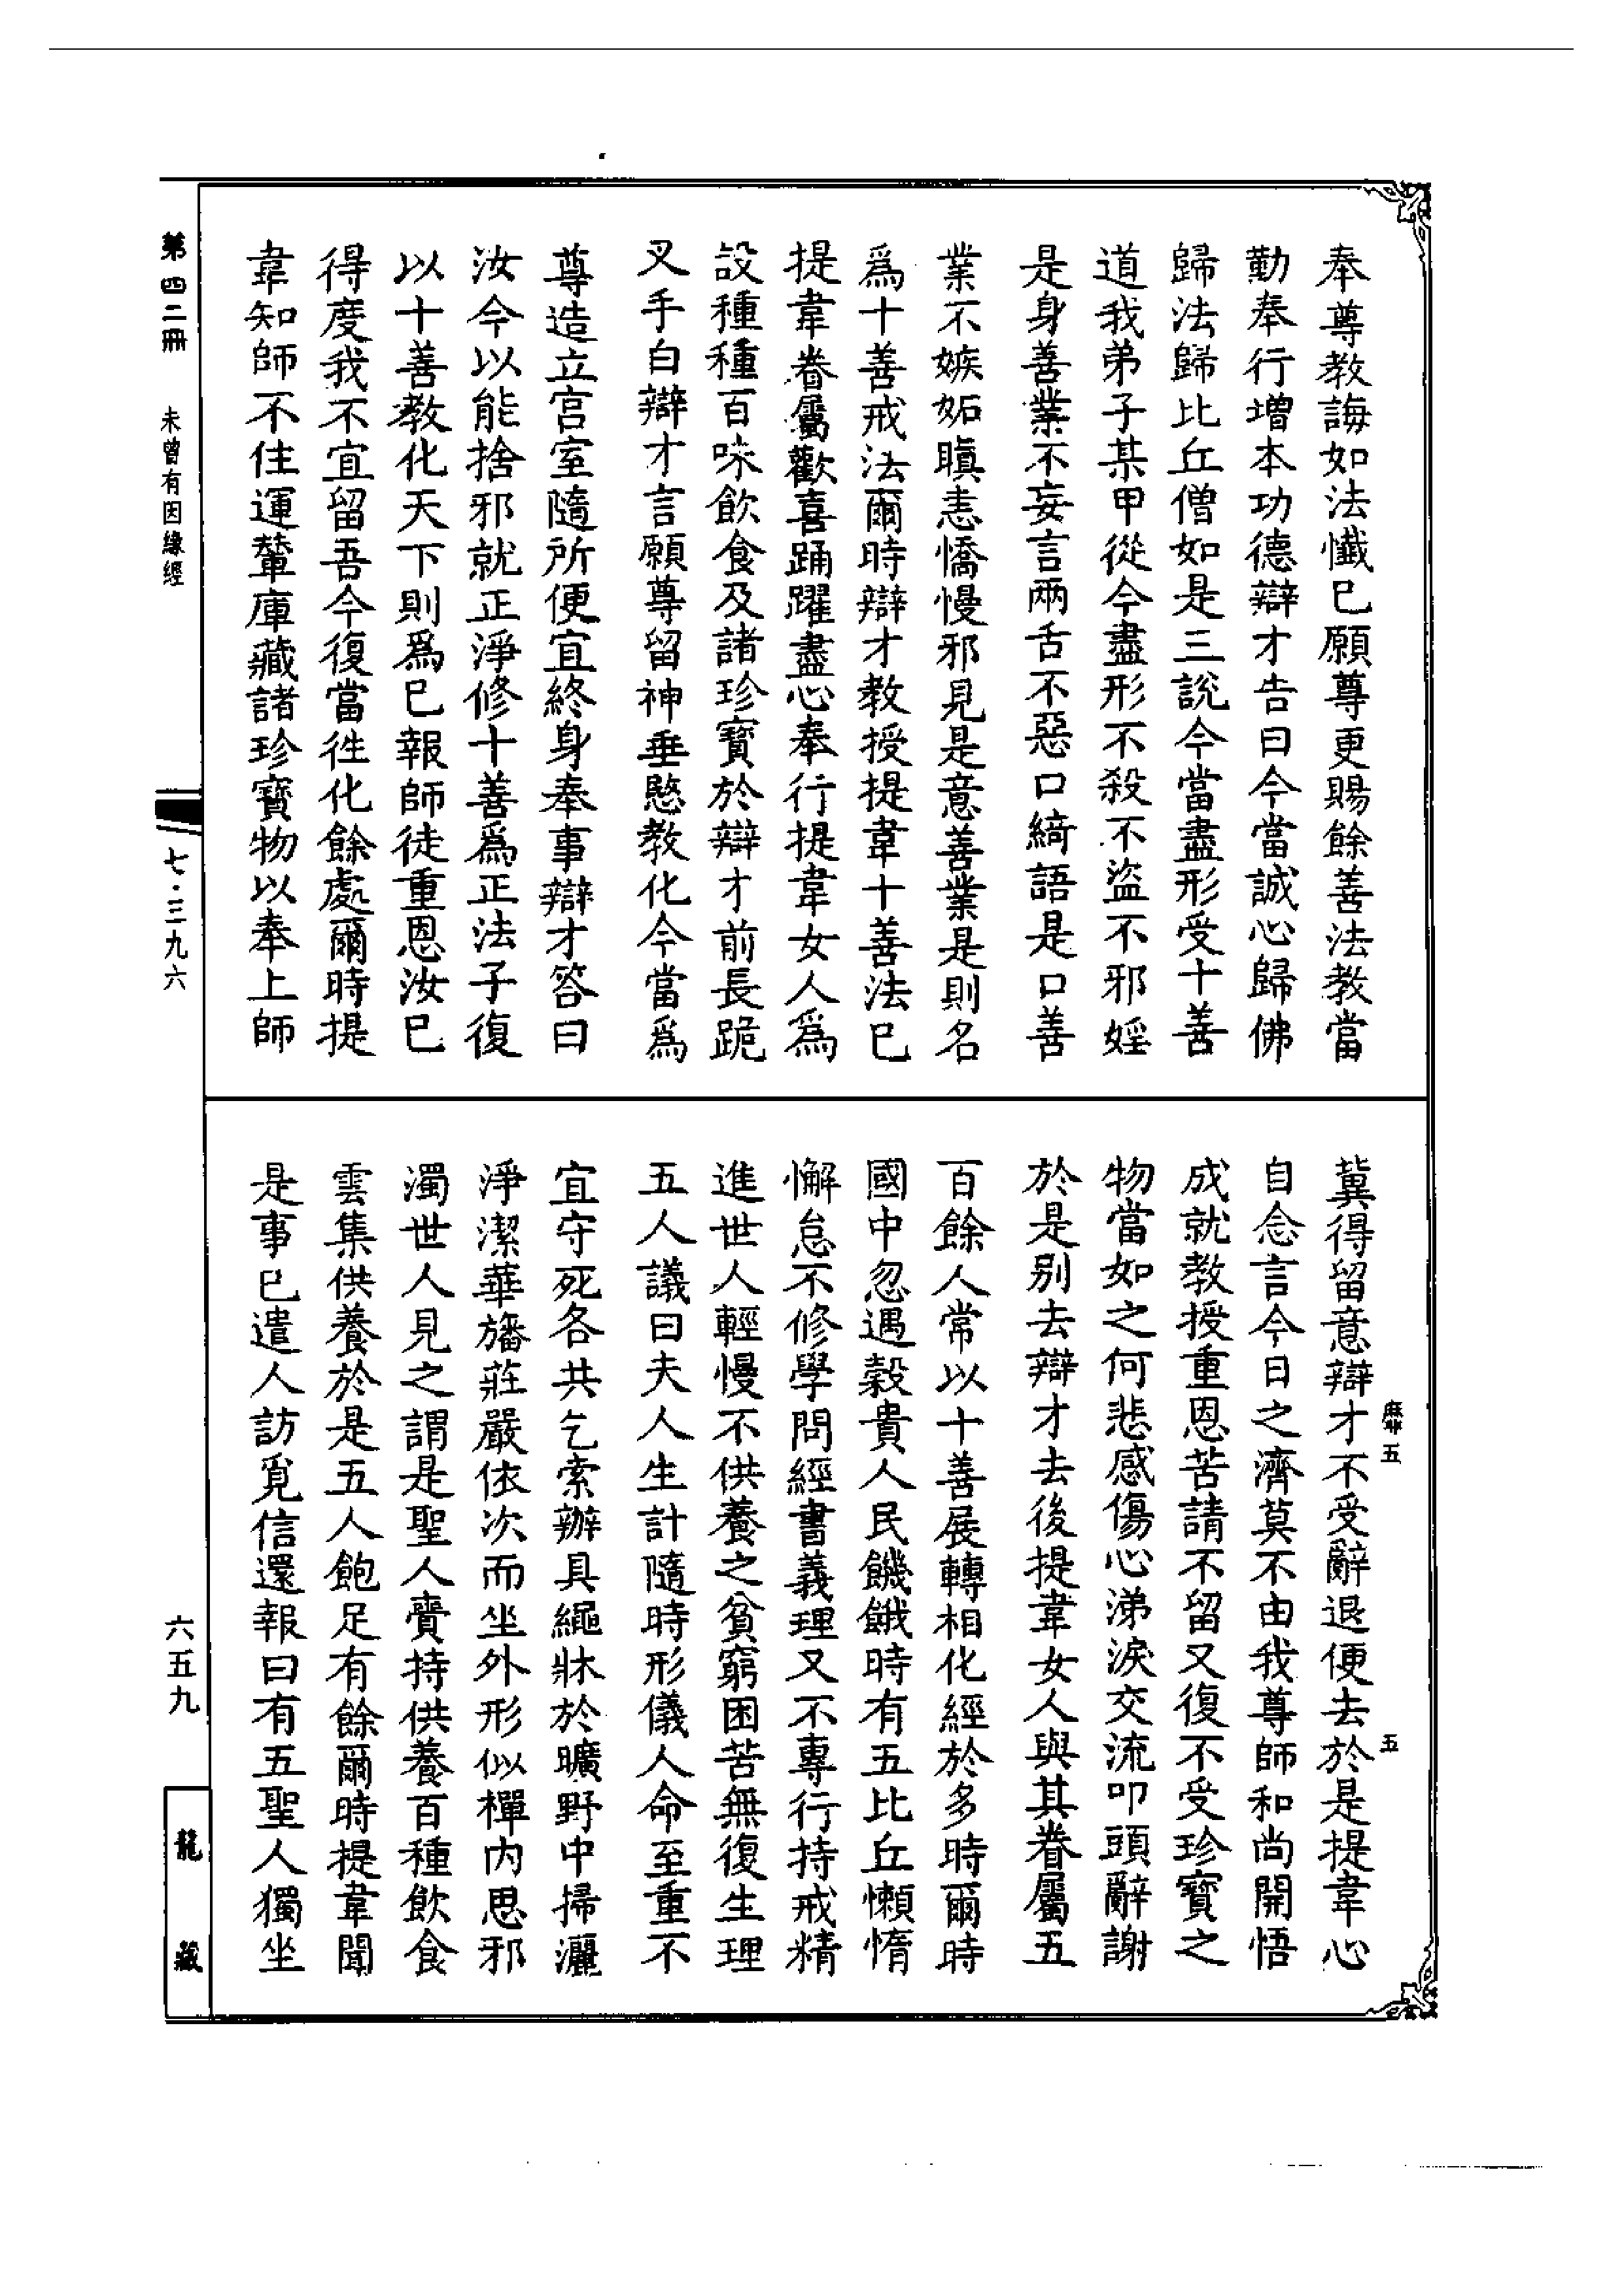 奉尊教誨如法懺已願尊更賜餘善法教當
勤奉行增本功德辯才告曰今當誠心歸佛
歸法歸比丘僧如是三說今當盡形受十善
道我弟子某甲從今盡形不殺不盜不邪婬
是身善業不妄言兩舌不惡口綺語是口善
業不嫉妬瞋恚憍慢邪見是意善業是則名
爲十善戒法爾時辯才教授提韋十善法已
提韋眷屬歡喜踊躍盡心奉行提韋女人爲
設種種百味飲食及諸珍寶於辯才前長跪
叉手白辯才言願尊留神垂愍教化今當爲
尊造立宮室隨所便宜終身奉事辯才答曰
汝今以能捨邪就正淨修十善爲正法子復
以十善教化天下則爲已報師徒重恩汝已
得度我不宜留吾今復當往化餘處爾時提
韋知師不住運輦庫藏諸珍寶物以奉上師
冀得留意辯才不受辭退便去於是提韋心
自念言今日之濟莫不由我尊師和尚開悟
成就教授重恩苦請不留又復不受珍寶之
物當如之何悲感傷心涕淚交流叩頭辭謝
於是別去辯才去後提韋女人與其眷屬五
百餘人常以十善展轉相化經於多時爾時
國中忽遇穀貴人民饑餓時有五比丘懶惰
懈怠不修學問經書義理又不專行持戒精
進世人輕慢不供養之貧窮困苦無復生理
五人議曰夫人生計隨時形儀人命至重不
宜守死各共乞索辦具繩牀於曠野中掃灑
淨潔華旛莊嚴依次而坐外形似禪內思邪
濁世人見之謂是聖人賷持供養百種飲食
雲集供養於是五人飽足有餘爾時提韋聞
是事已遣人訪覓信還報曰有五聖人獨坐
靡五
五
第四二冊 未曾有因緣經
七·三九六
六五九
龍藏